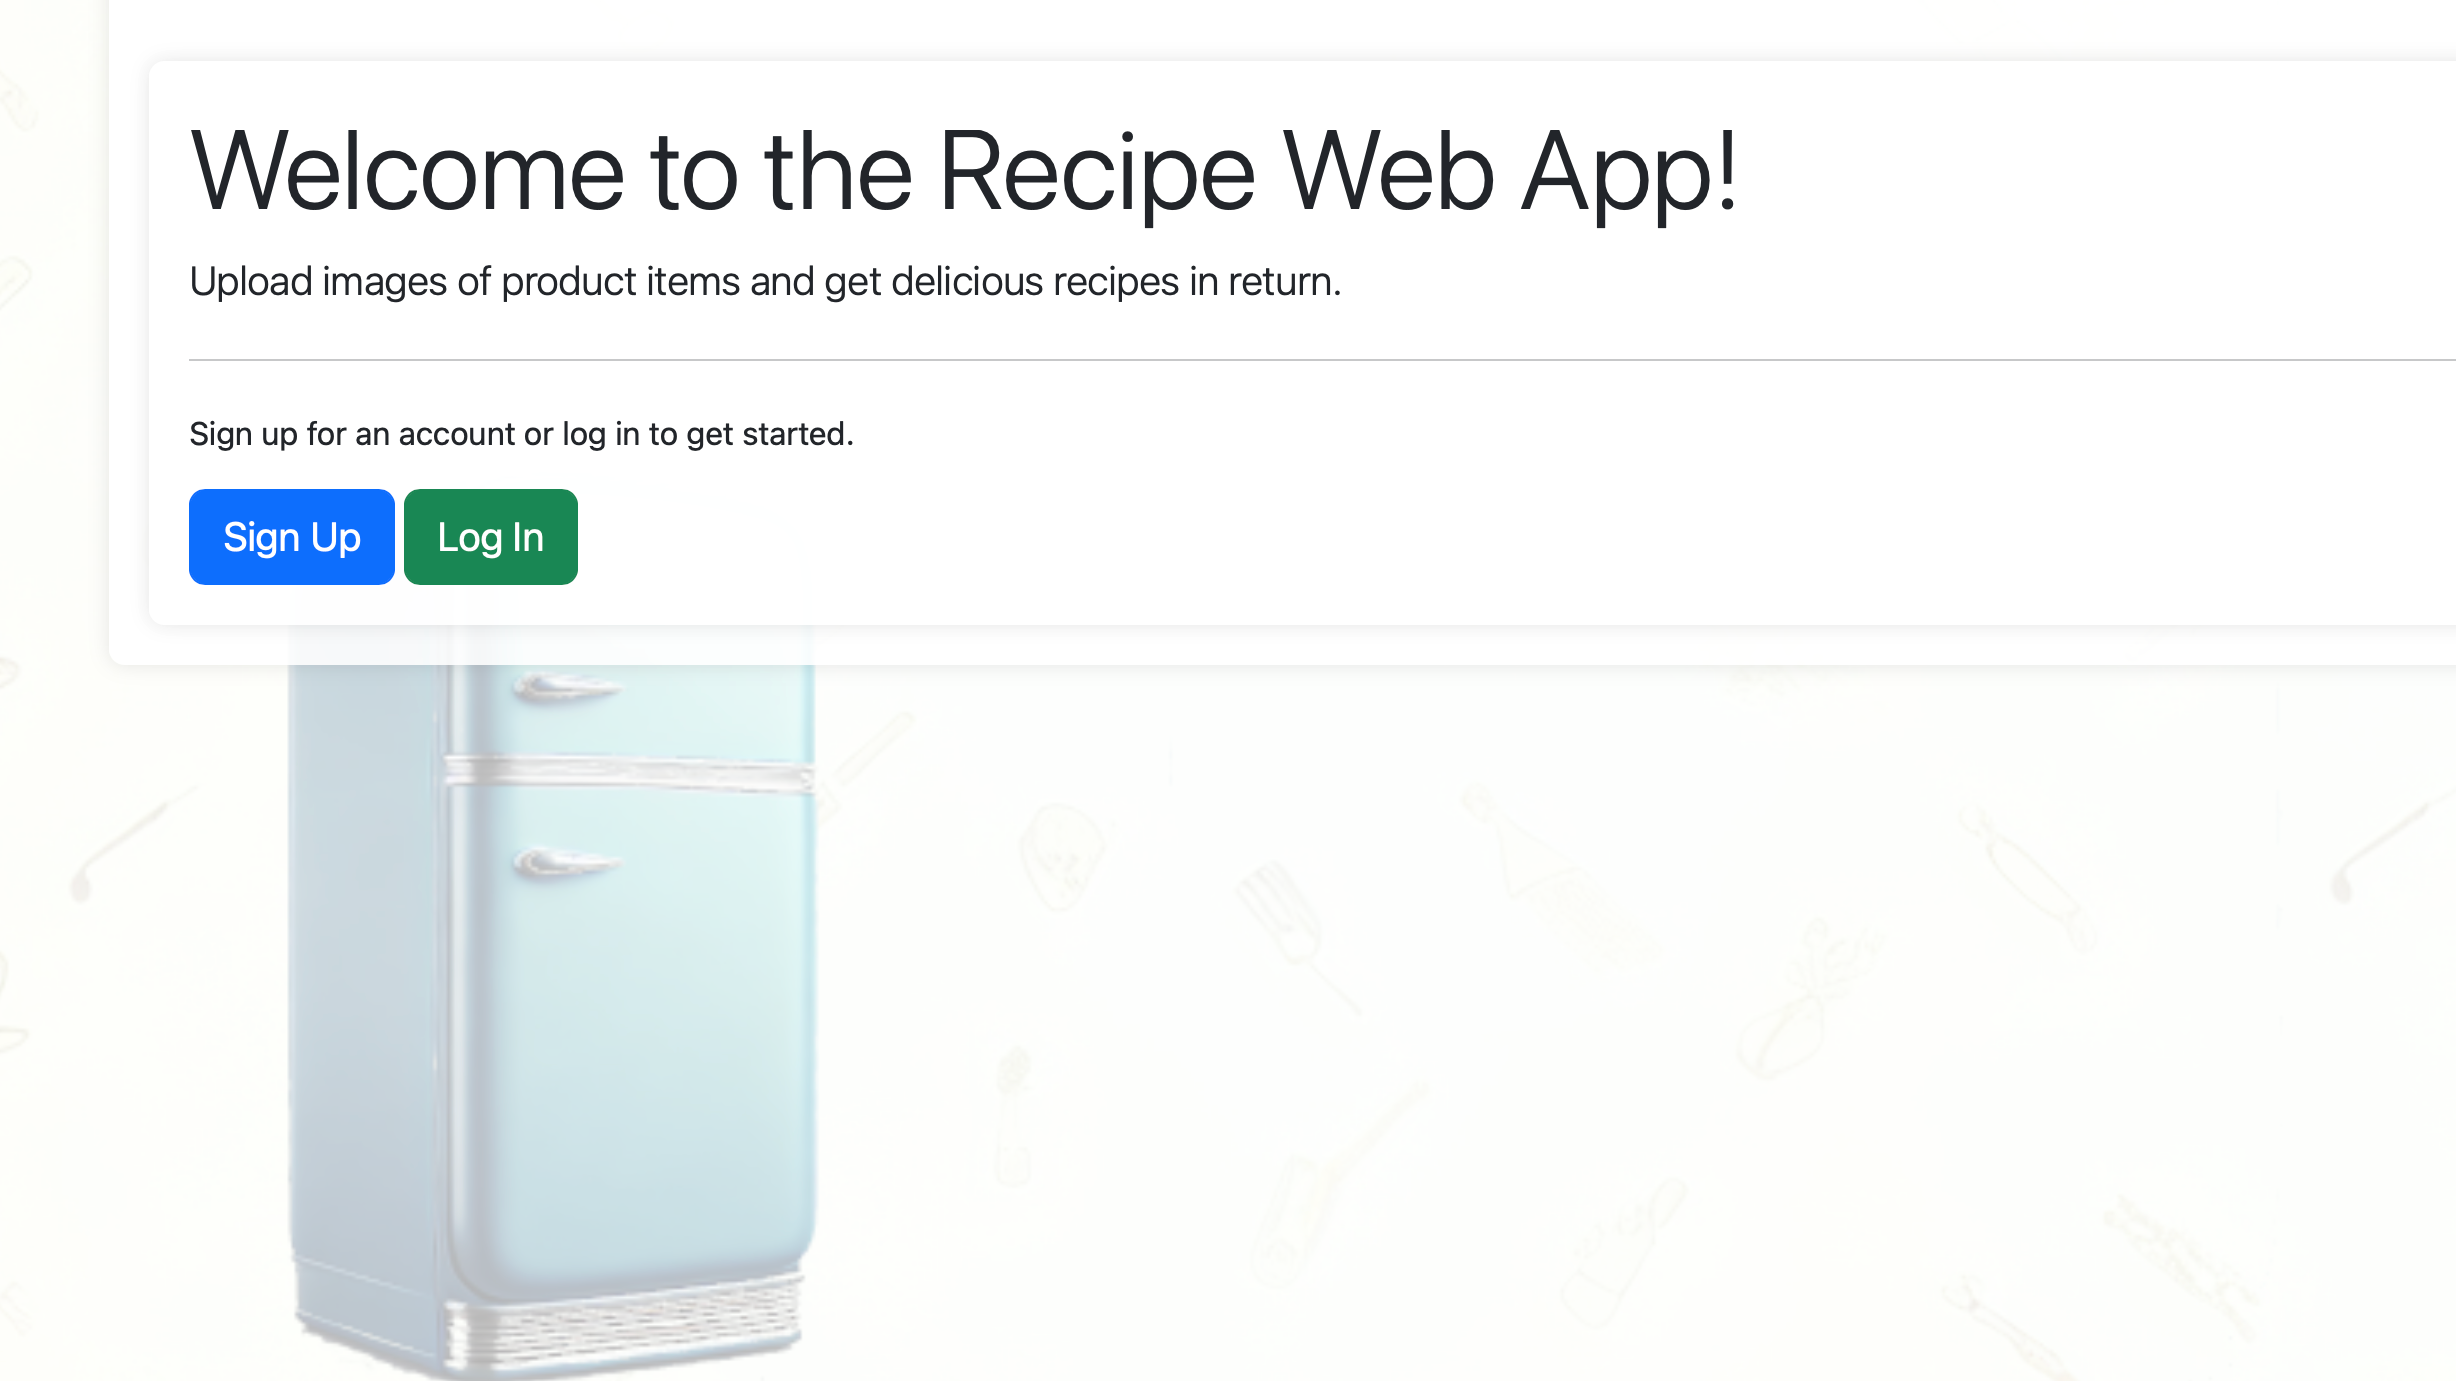 Welcome to the Recipe Web App!
Upload images of product items and get delicious recipes in return.
Sign up for an account or log in to get started.
Sign Up Log In